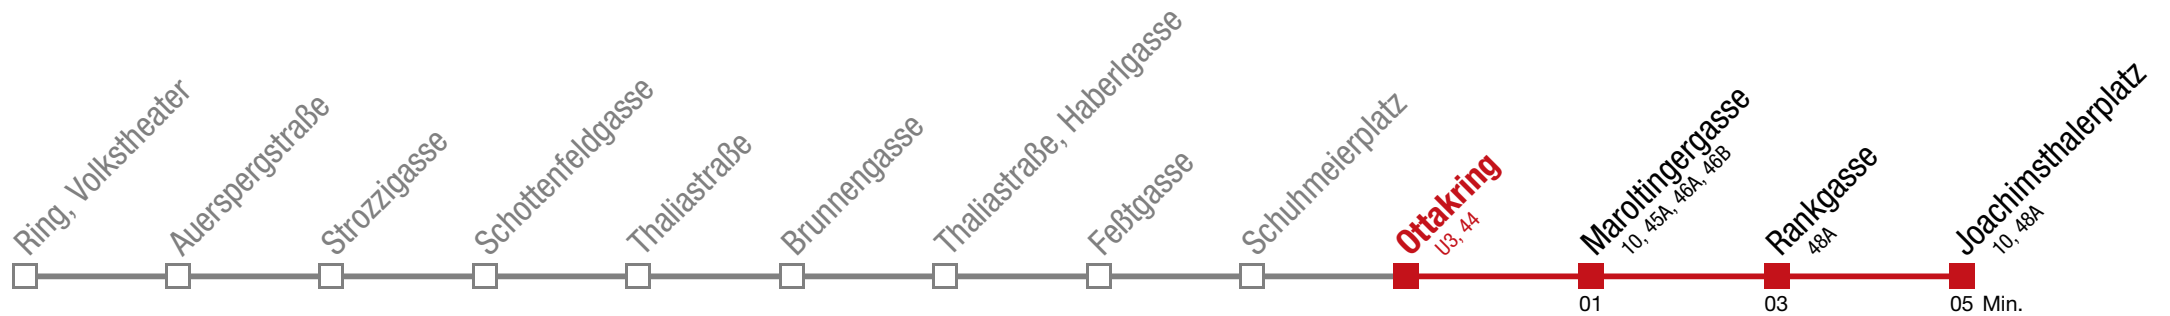 Ring, Volkstheater
Auerspergstraße
Strozzigasse
Schottenfeldgasse
Thaliastraße
Brunnengasse
Thaliastraße, Haberlgasse
Feßtgasse
Schuhmeierplatz
Ottakring
U3, 44
Maroltingergasse
10, 45A, 46A, 46B
Rankgasse
48A
Joachimsthalerplatz
10, 48A
01
03
05 Min.